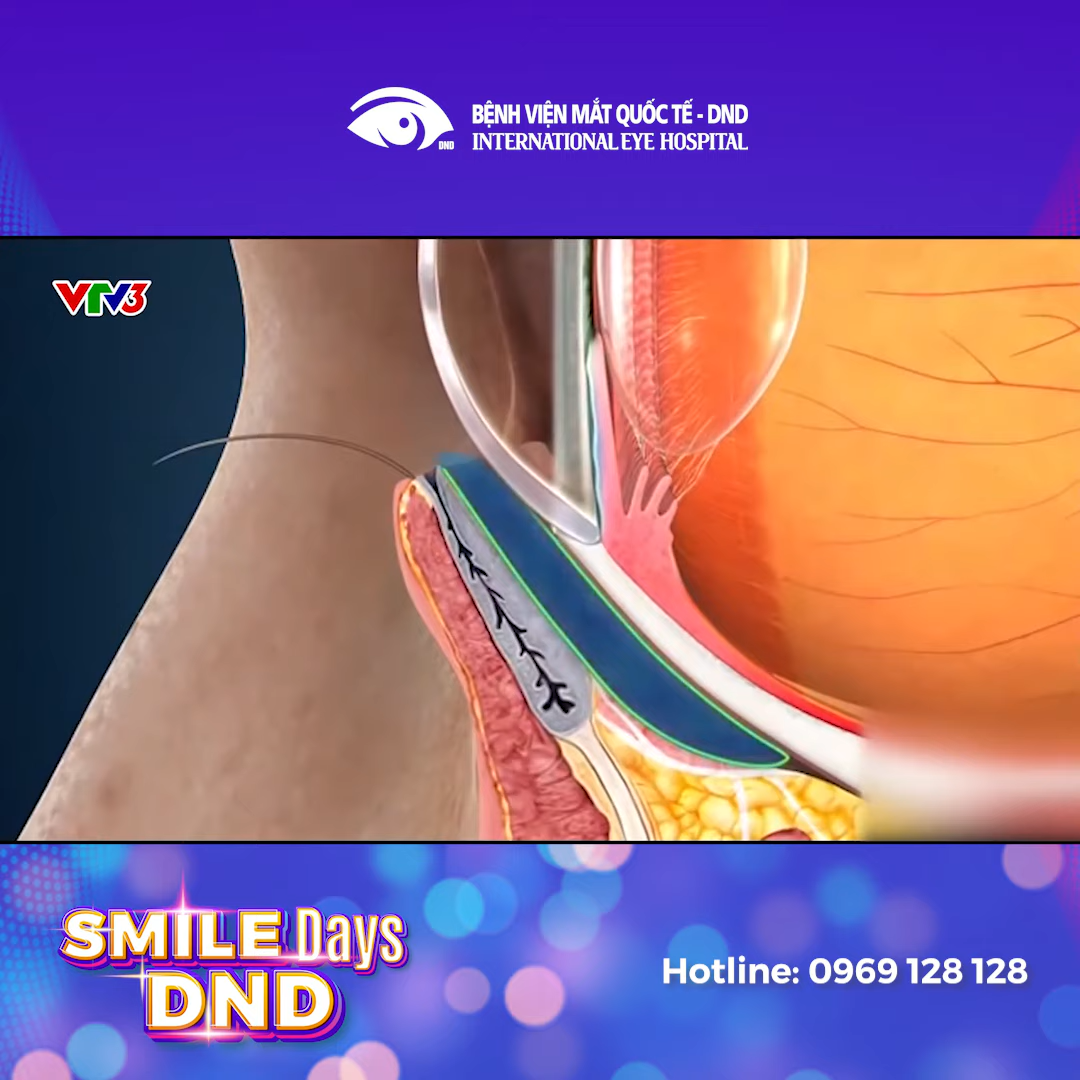 BỆNH VIỆN MẮT QUỐC TẾ - DND
INTERNATIONAL EYE HOSPITAL
DND
VTV3
SMILE Days
DND
Hotline: 0969 128 128